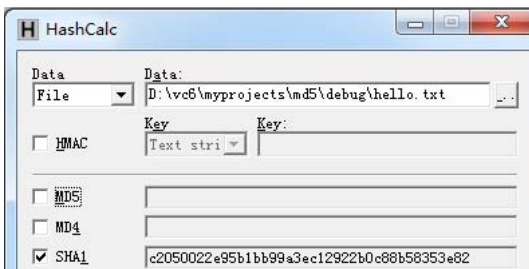 H HashCalc
Data Data:
File D:\vc6\myprojects\md5\debug\hello.txt ...
Key Key:
HMAC Text stri
MD5
MD4
SHA1 c2050022e95b1bb99a3ec12922b0c88b58353e82